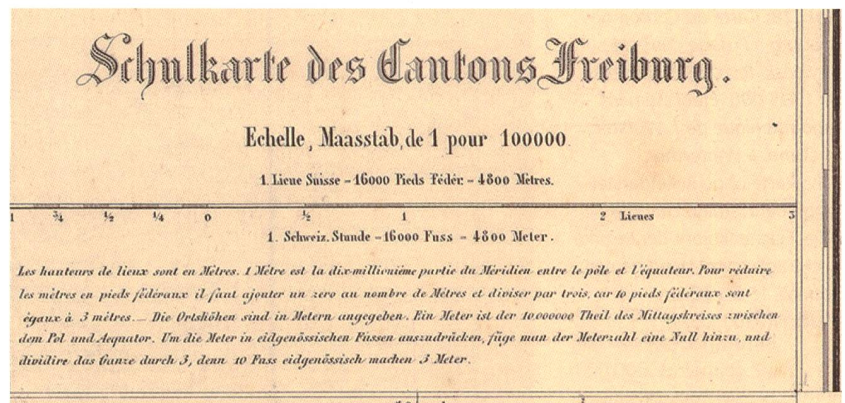 Schulkarte des Cantons Freiburg.
Echelle, Maasstab, de 1 pour 100000
1. Lieue Suisse = 16000 Pieds Fédér. = 4800 Mètres.
1 ¾ ½ ¼ 0 ½ 1 2 Lieues 3
1. Schweiz. Stunde = 16000 Fuss = 4800 Meter.
Les hauteurs de lieux sont en Mètres. 1 Mètre est la dix-millionième partie du Méridien entre le pôle et l'équateur. Pour réduire
les mètres en pieds fédéraux il faut ajouter un zero au nombre de Mètres et diviser par trois, car 10 pieds fédéraux sont
égaux à 3 mètres. — Die Ortshöhen sind in Metern angegeben. Ein Meter ist der 10000000 Theil des Mittagskreises zwischen
dem Pol und Aequator. Um die Meter in eidgenössischen Füssen auszudrücken, füge man der Meterzahl eine Null hinzu, und
dividire das Ganze durch 3, denn 10 Fuss eidgenössisch machen 3 Meter.